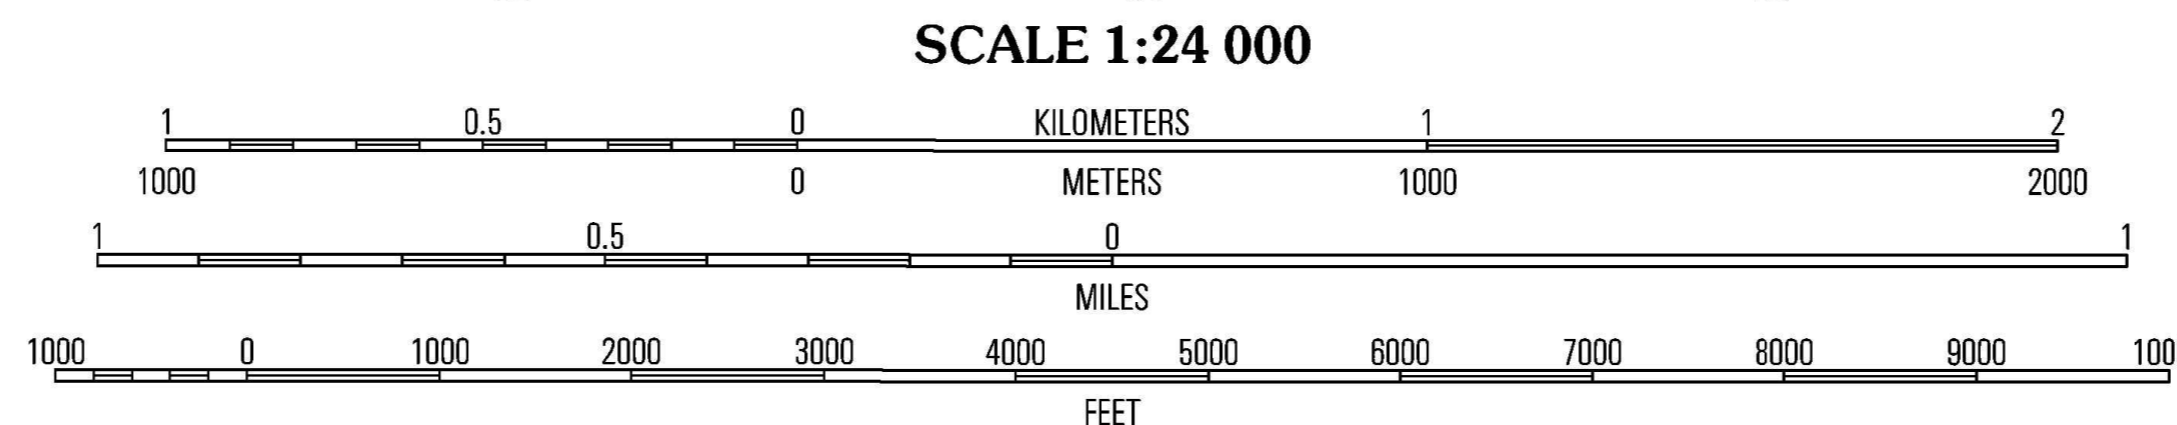 SCALE 1:24 000
1 0.5 0 KILOMETERS 1 2
1000 0 METERS 1000 2000
1 0.5 0 1
MILES
1000 0 1000 2000 3000 4000 5000 6000 7000 8000 9000 100
FEET